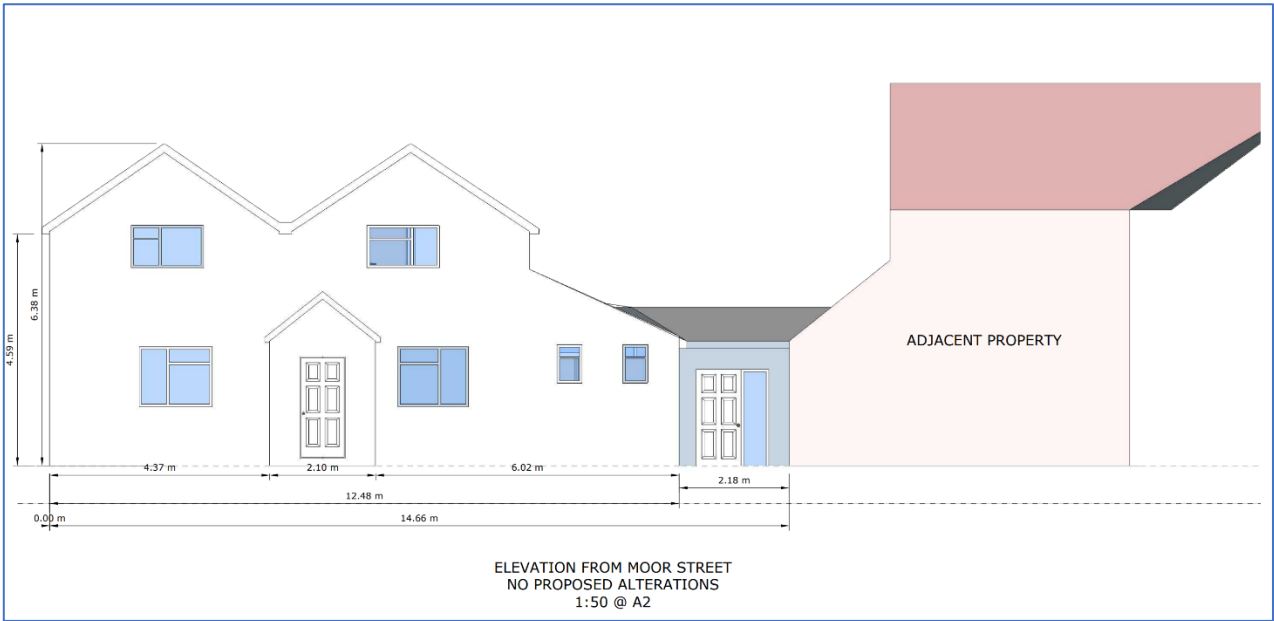 ADJACENT PROPERTY
6.38 m
4.59 m
4.37 m
2.10 m
6.02 m
12.48 m
2.18 m
0.00 m
14.66 m
ELEVATION FROM MOOR STREET
NO PROPOSED ALTERATIONS
1:50 @ A2